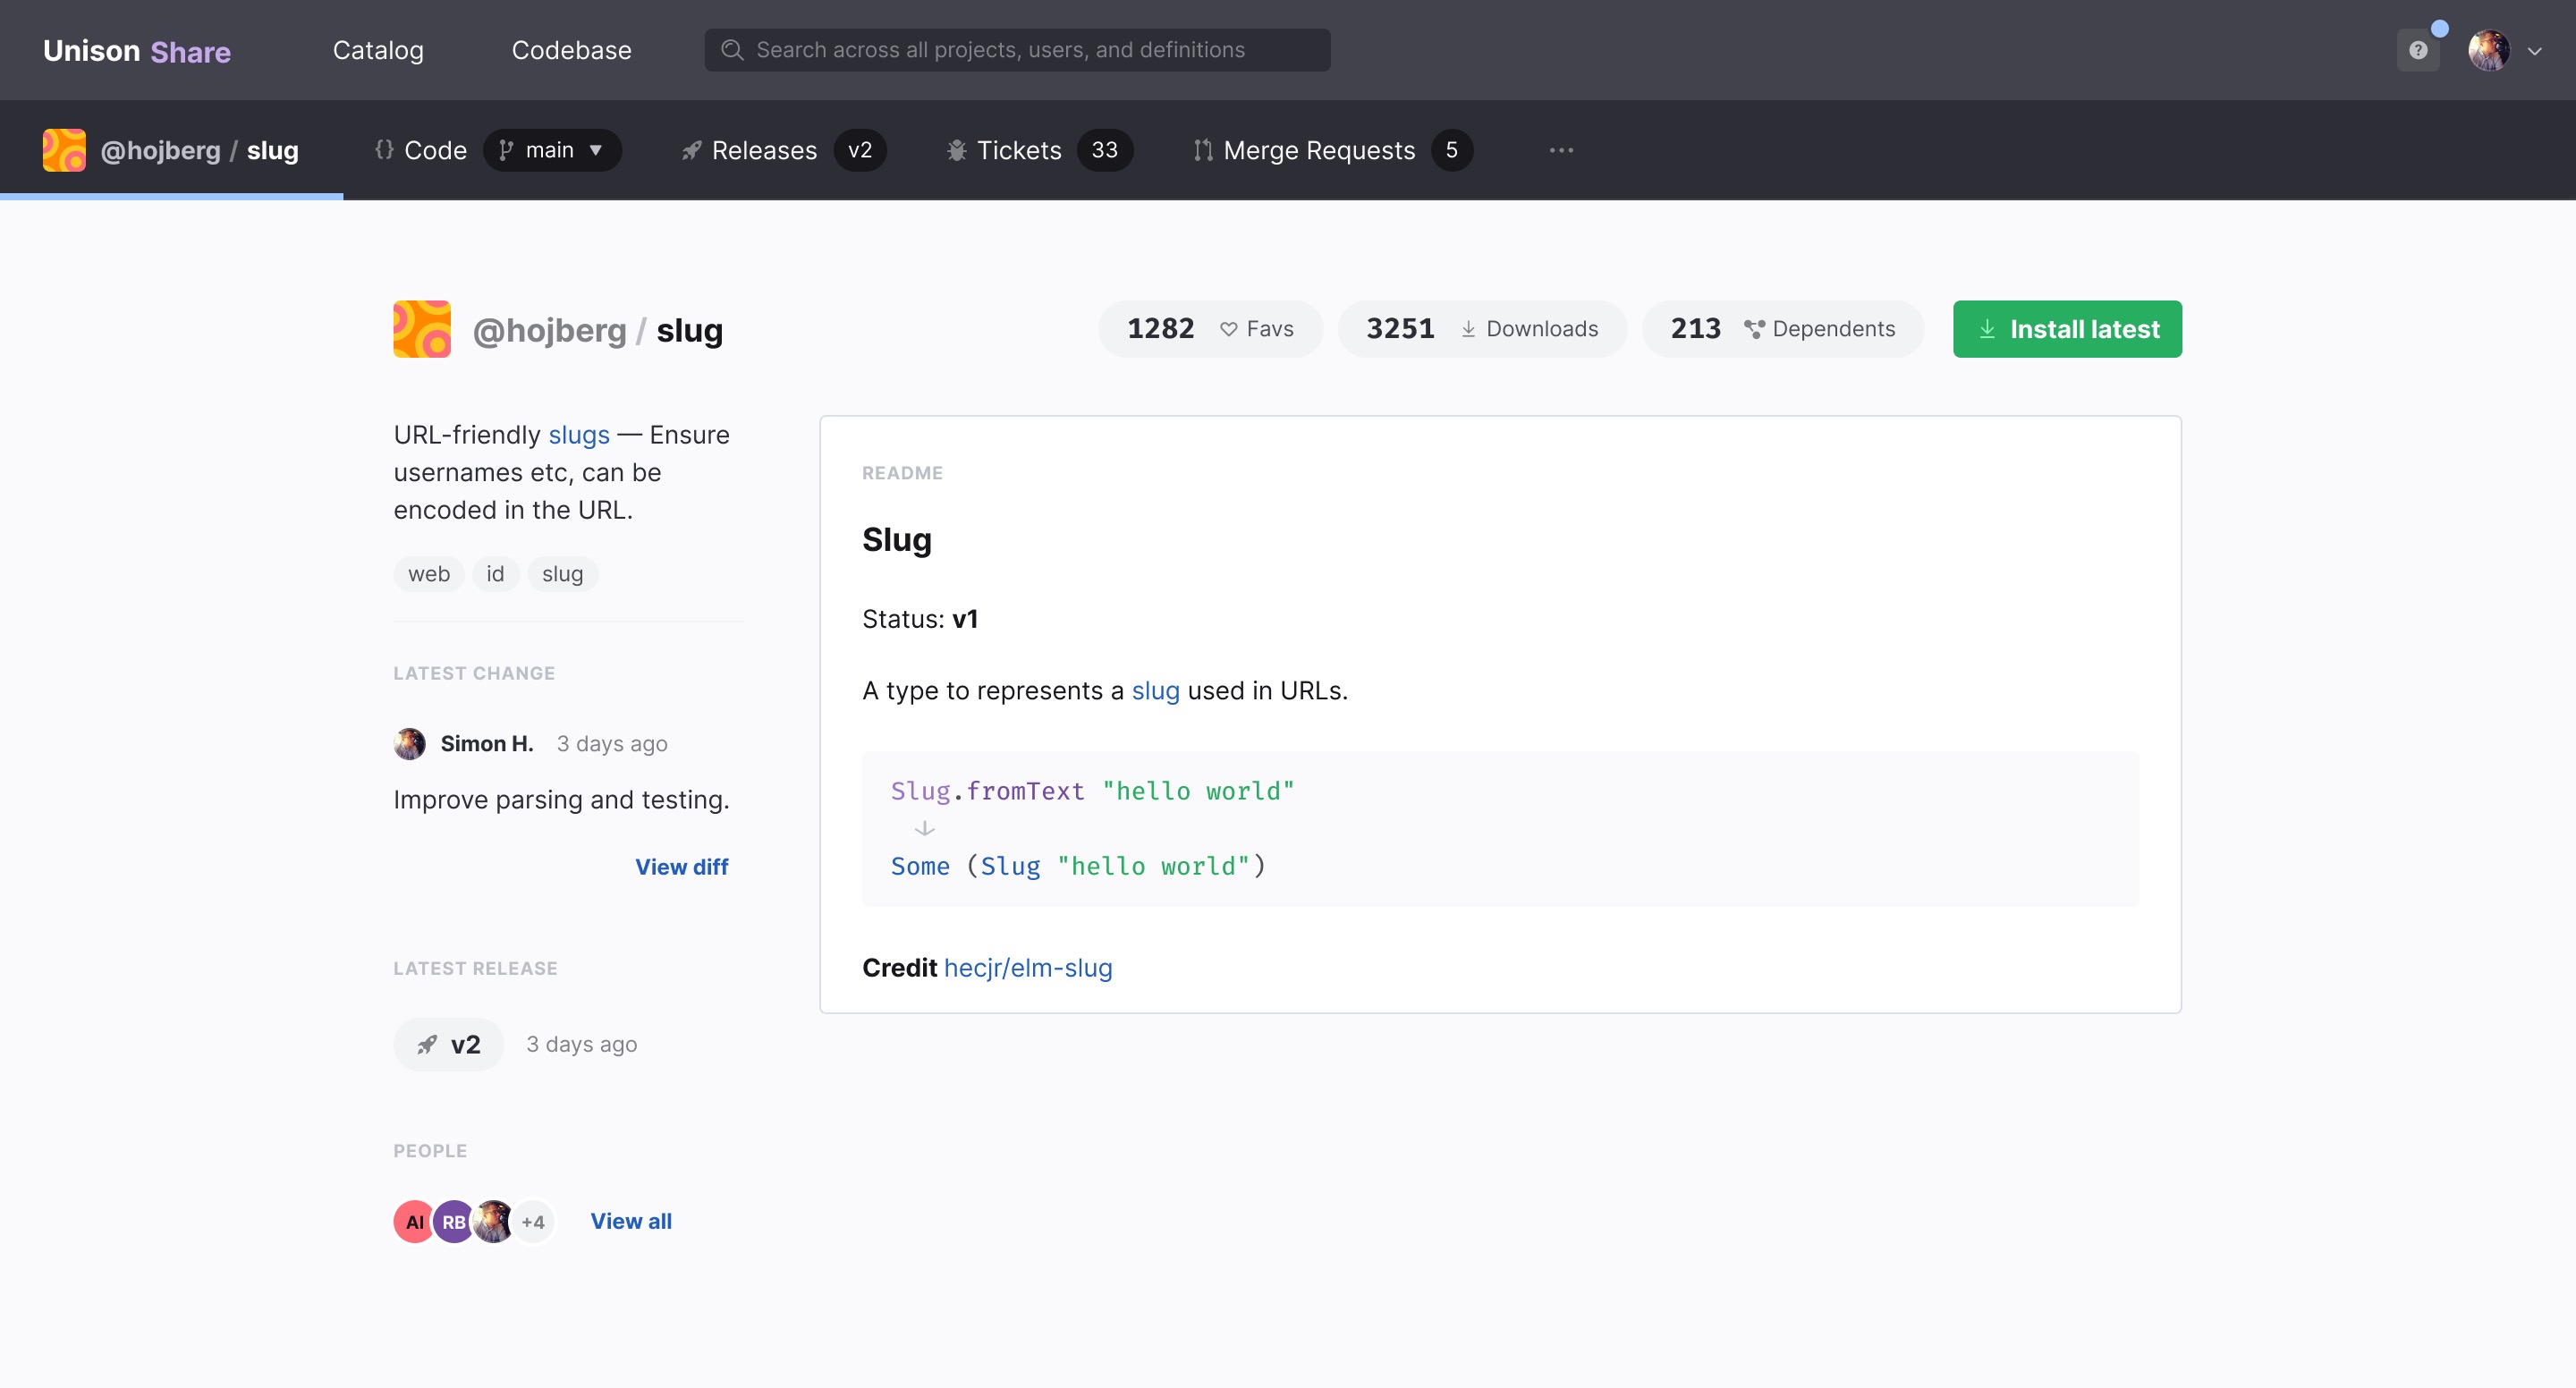 Unison Share Catalog Codebase Search across all projects, users, and definitions ?
@hojberg / slug {} Code main ▼ Releases v2 Tickets 33 Merge Requests 5 ···
@hojberg / slug 1282 Favs 3251 Downloads 213 Dependents Install latest
URL-friendly slugs — Ensure
usernames etc, can be
encoded in the URL.
web id slug
LATEST CHANGE
Simon H. 3 days ago
Improve parsing and testing.
View diff
LATEST RELEASE
v2 3 days ago
PEOPLE
AI RB +4 View all
README
Slug
Status: v1
A type to represents a slug used in URLs.
Slug.fromText "hello world"
↓
Some (Slug "hello world")
Credit hecjr/elm-slug